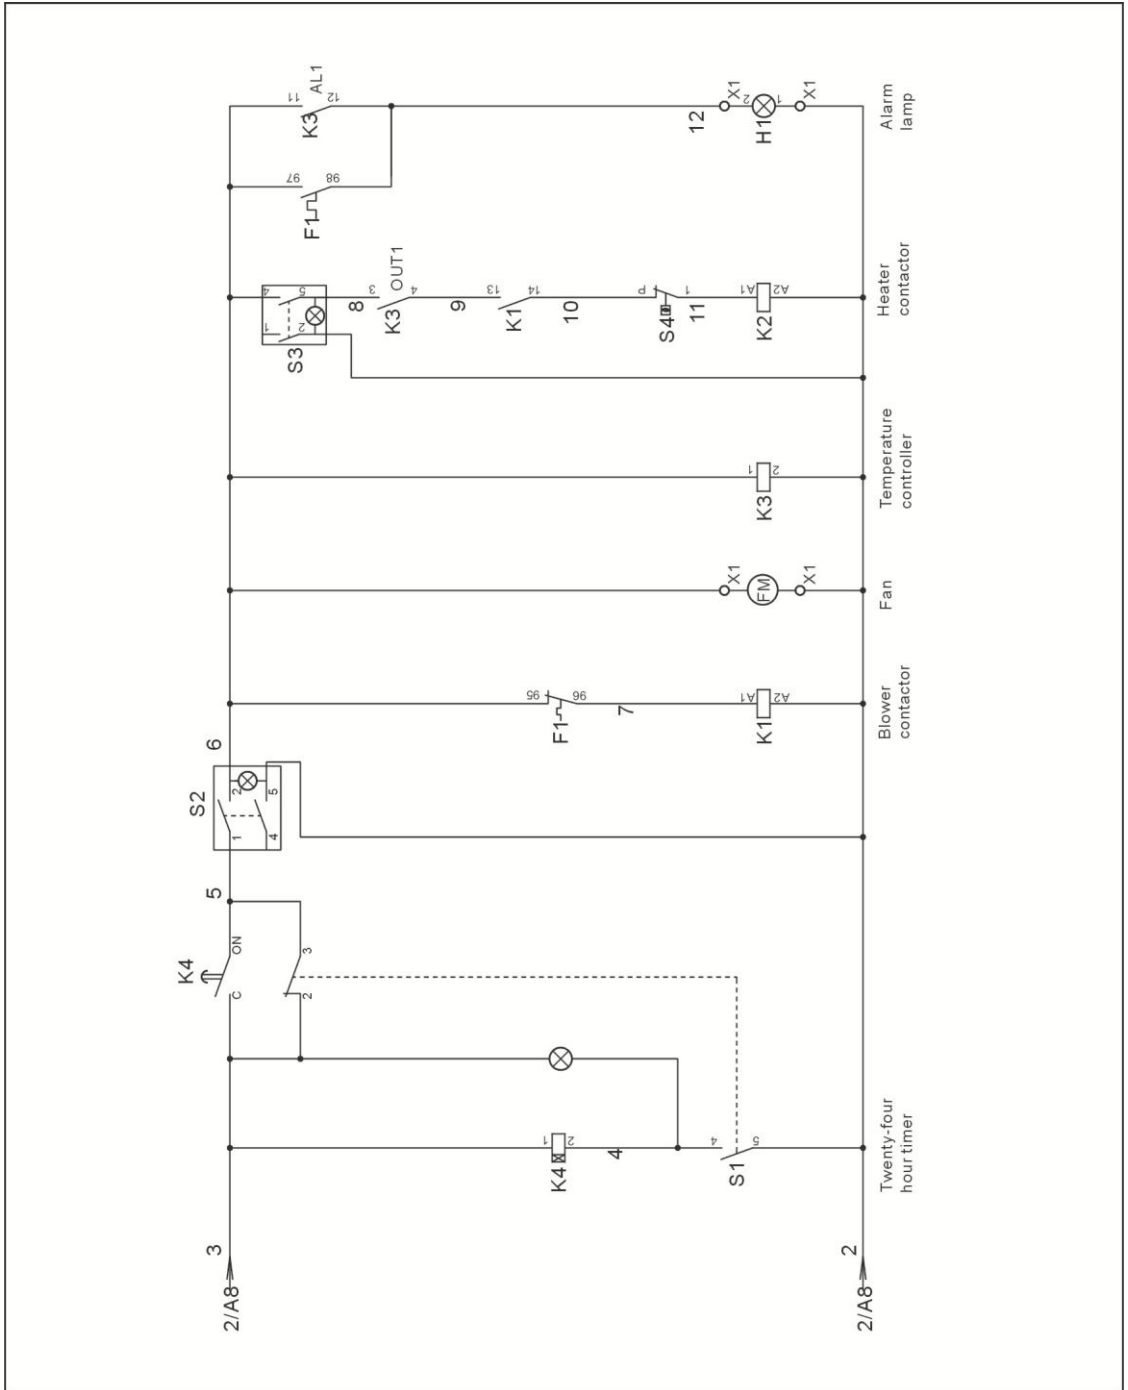 2/A8
3
K4
C
ON
2
3
5
S2
1
2
4
5
6
K4
1
2
4
S1
4
5
F1
95
96
7
K1
A1
A2
X1
FM
X1
K3
1
2
S3
1
2
4
5
8
K3
3
4
OUT1
9
K1
13
14
10
S4
P
1
11
K2
A1
A2
F1
97
98
K3
11
12
AL1
12
X1
2
H1
1
X1
2/A8
2
Twenty-four
hour timer
Blower
contactor
Fan
Temperature
controller
Heater
contactor
Alarm
lamp